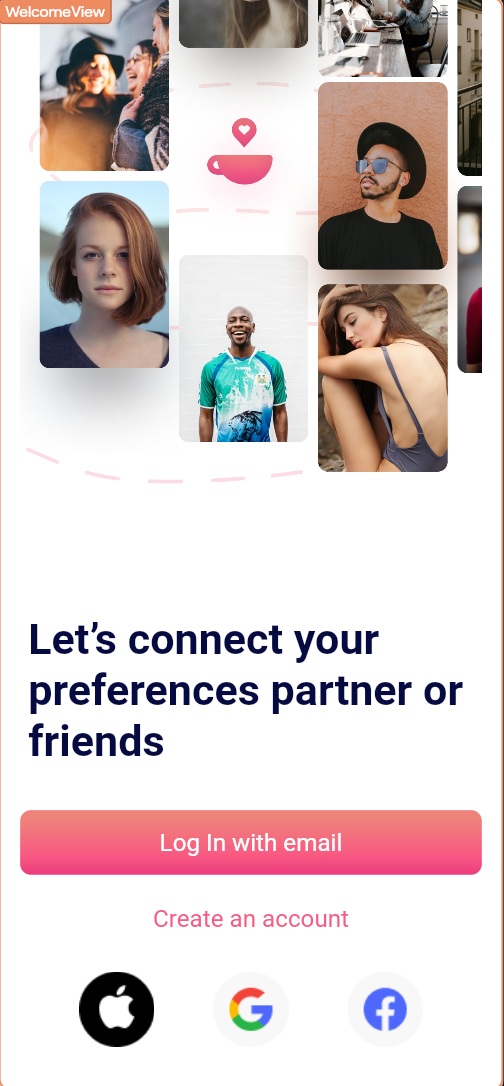 WelcomeView
Let’s connect your
preferences partner or
friends
Log In with email
Create an account